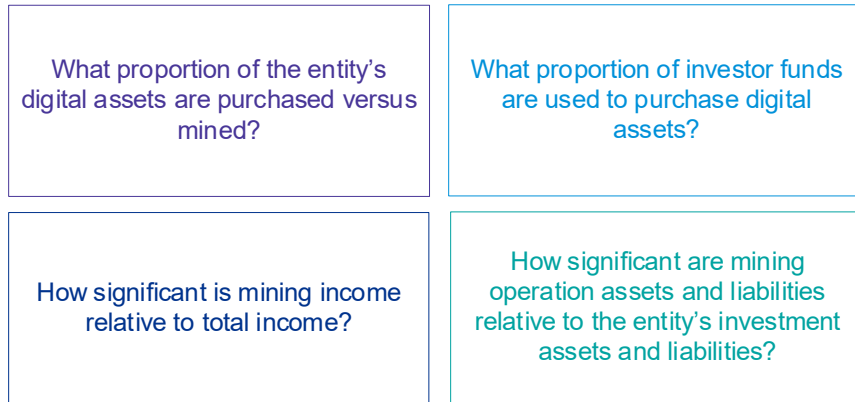 What proportion of the entity’s
digital assets are purchased versus
mined?
What proportion of investor funds
are used to purchase digital
assets?
How significant is mining income
relative to total income?
How significant are mining
operation assets and liabilities
relative to the entity’s investment
assets and liabilities?